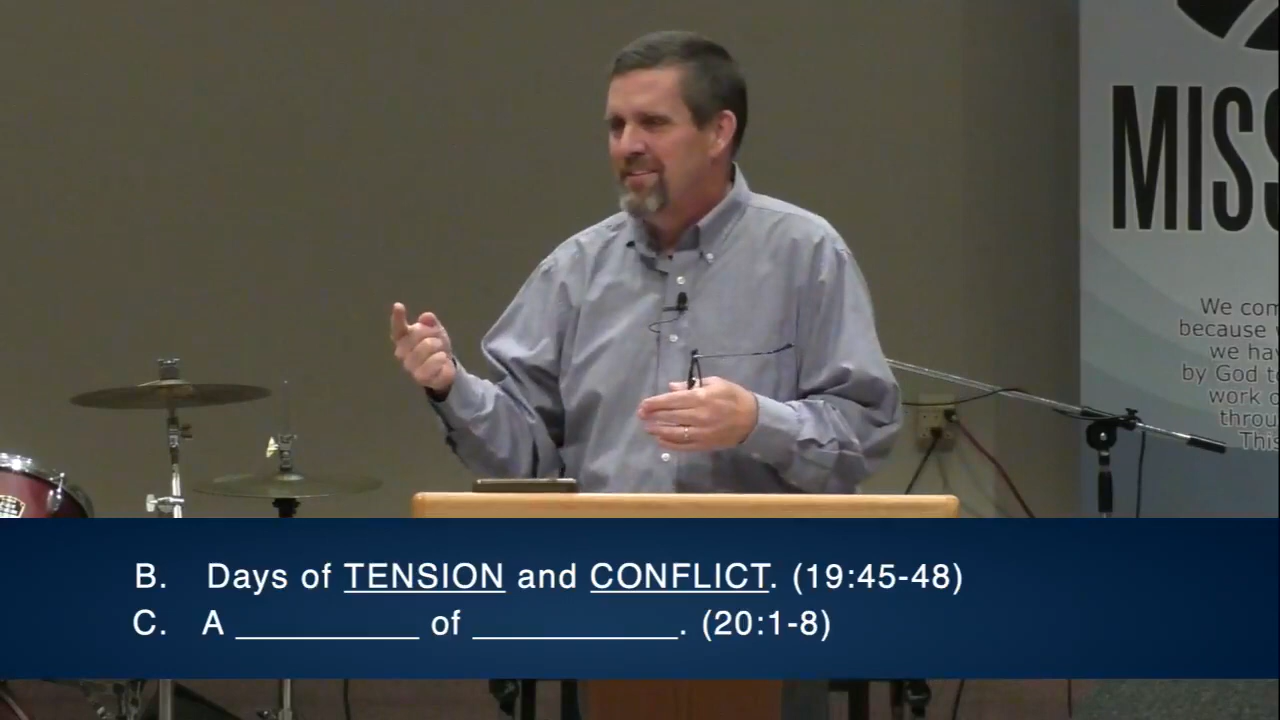 MISS
We com
because
we hav
by God to
work o
throu
This
B. Days of TENSION and CONFLICT. (19:45-48)
C. A __________ of ___________. (20:1-8)